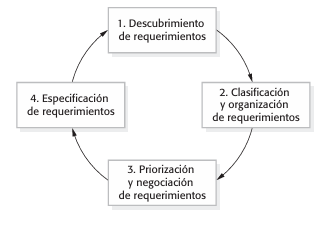 1. Descubrimiento
de requerimientos
2. Clasificación
y organización
de requerimientos
3. Priorización
y negociación
de requerimientos
4. Especificación
de requerimientos